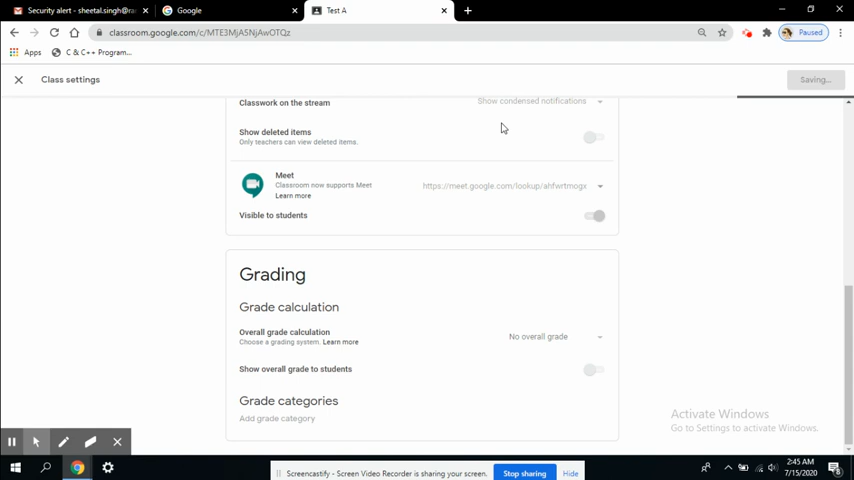 Security alert - sheetal.singh@ra
Google
Test A
classroom.google.com/c/MTE3MjA5NjAwOTQz
Paused
Apps
C & C++ Program...
Class settings
Saving...
Classwork on the stream
Show condensed notifications
Show deleted items
Only teachers can view deleted items.
Meet
Classroom now supports Meet
https://meet.google.com/lookup/ahfwrtmogx
Learn more
Visible to students
Grading
Grade calculation
Overall grade calculation
No overall grade
Choose a grading system. Learn more
Show overall grade to students
Grade categories
Add grade category
Activate Windows
Go to Settings to activate Windows.
Screencastify - Screen Video Recorder is sharing your screen.
Stop sharing
Hide
2:45 AM
7/15/2020